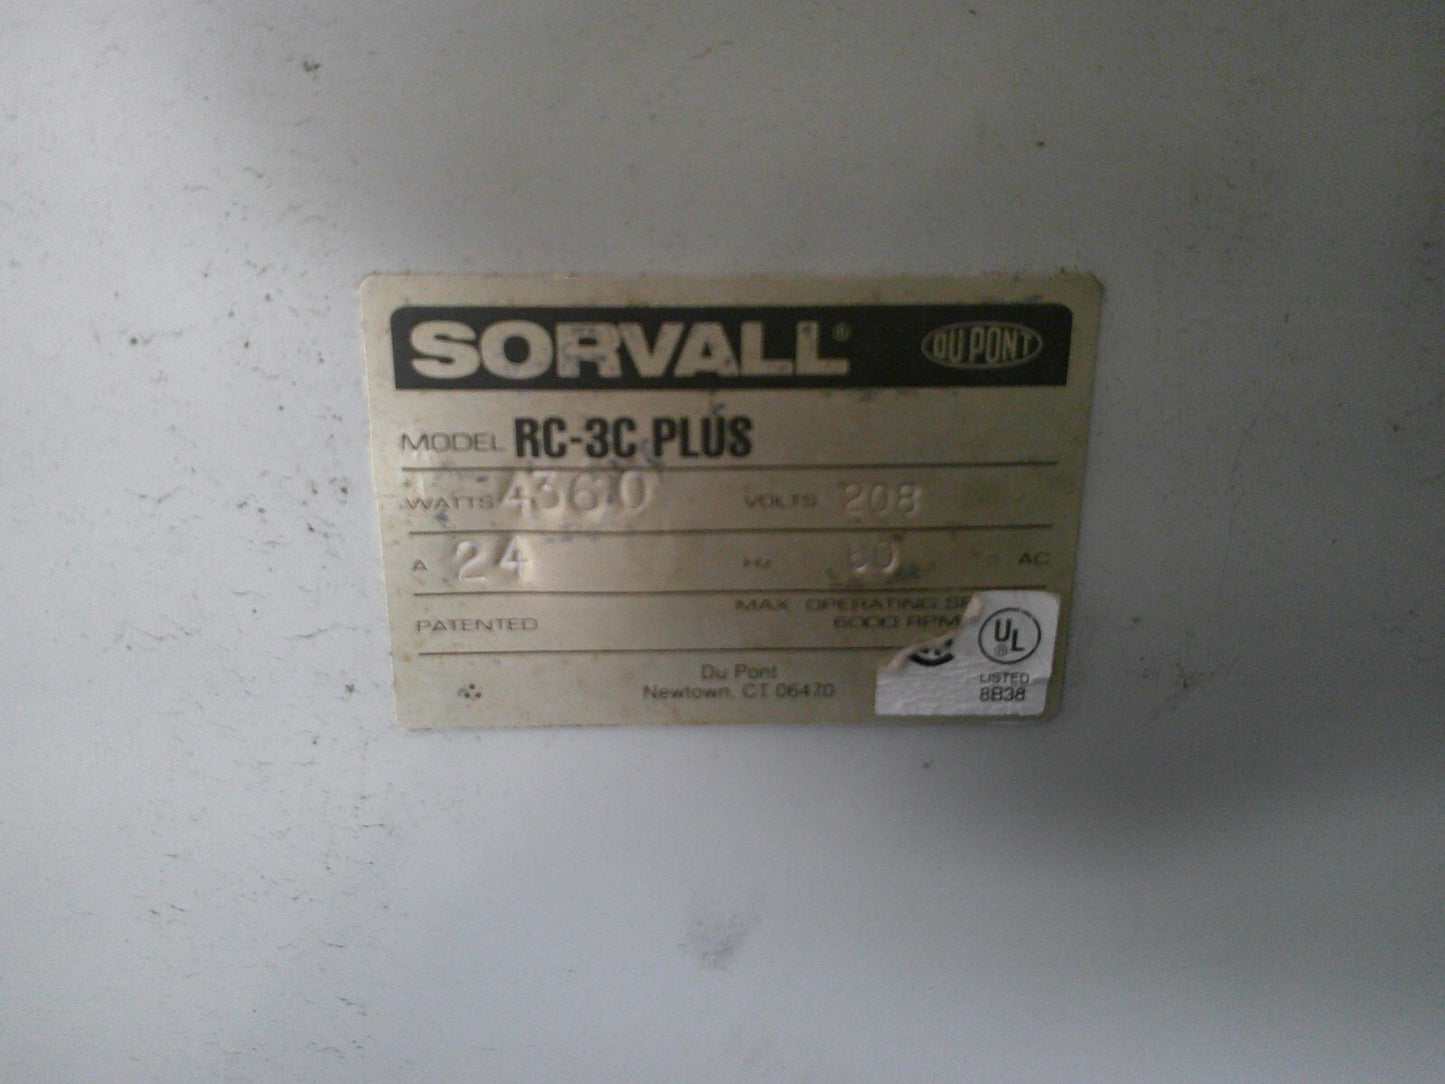 SORVALL® DU PONT
MODEL RC-3C PLUS
WATTS 4360 VOLTS 208
A 24 Hz 60 AC
MAX OPERATING
PATENTED 6000 RPM
Du Pont
Newtown, CT 06470
UL
®
LISTED
8B38